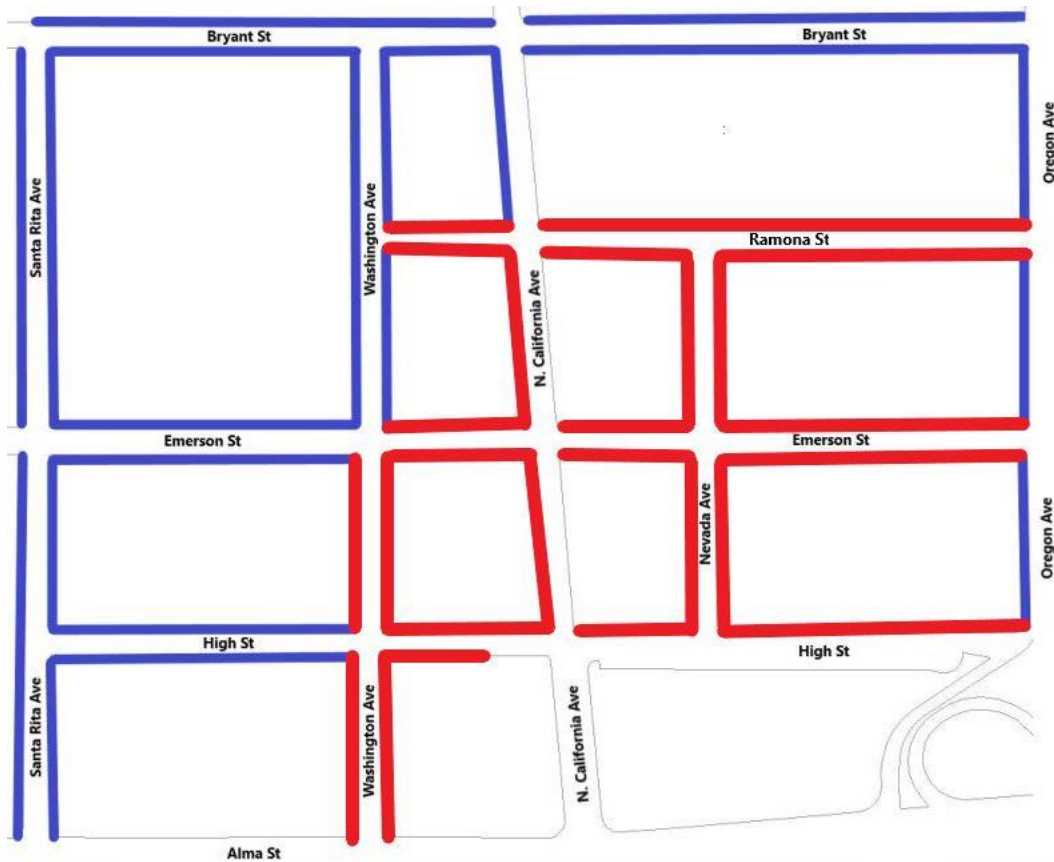 Bryant St
Bryant St
Oregon Ave
Santa Rita Ave
Washington Ave
:
Ramona St
N. California Ave
Emerson St
Emerson St
Nevada Ave
Oregon Ave
High St
High St
Santa Rita Ave
Washington Ave
N. California Ave
Alma St